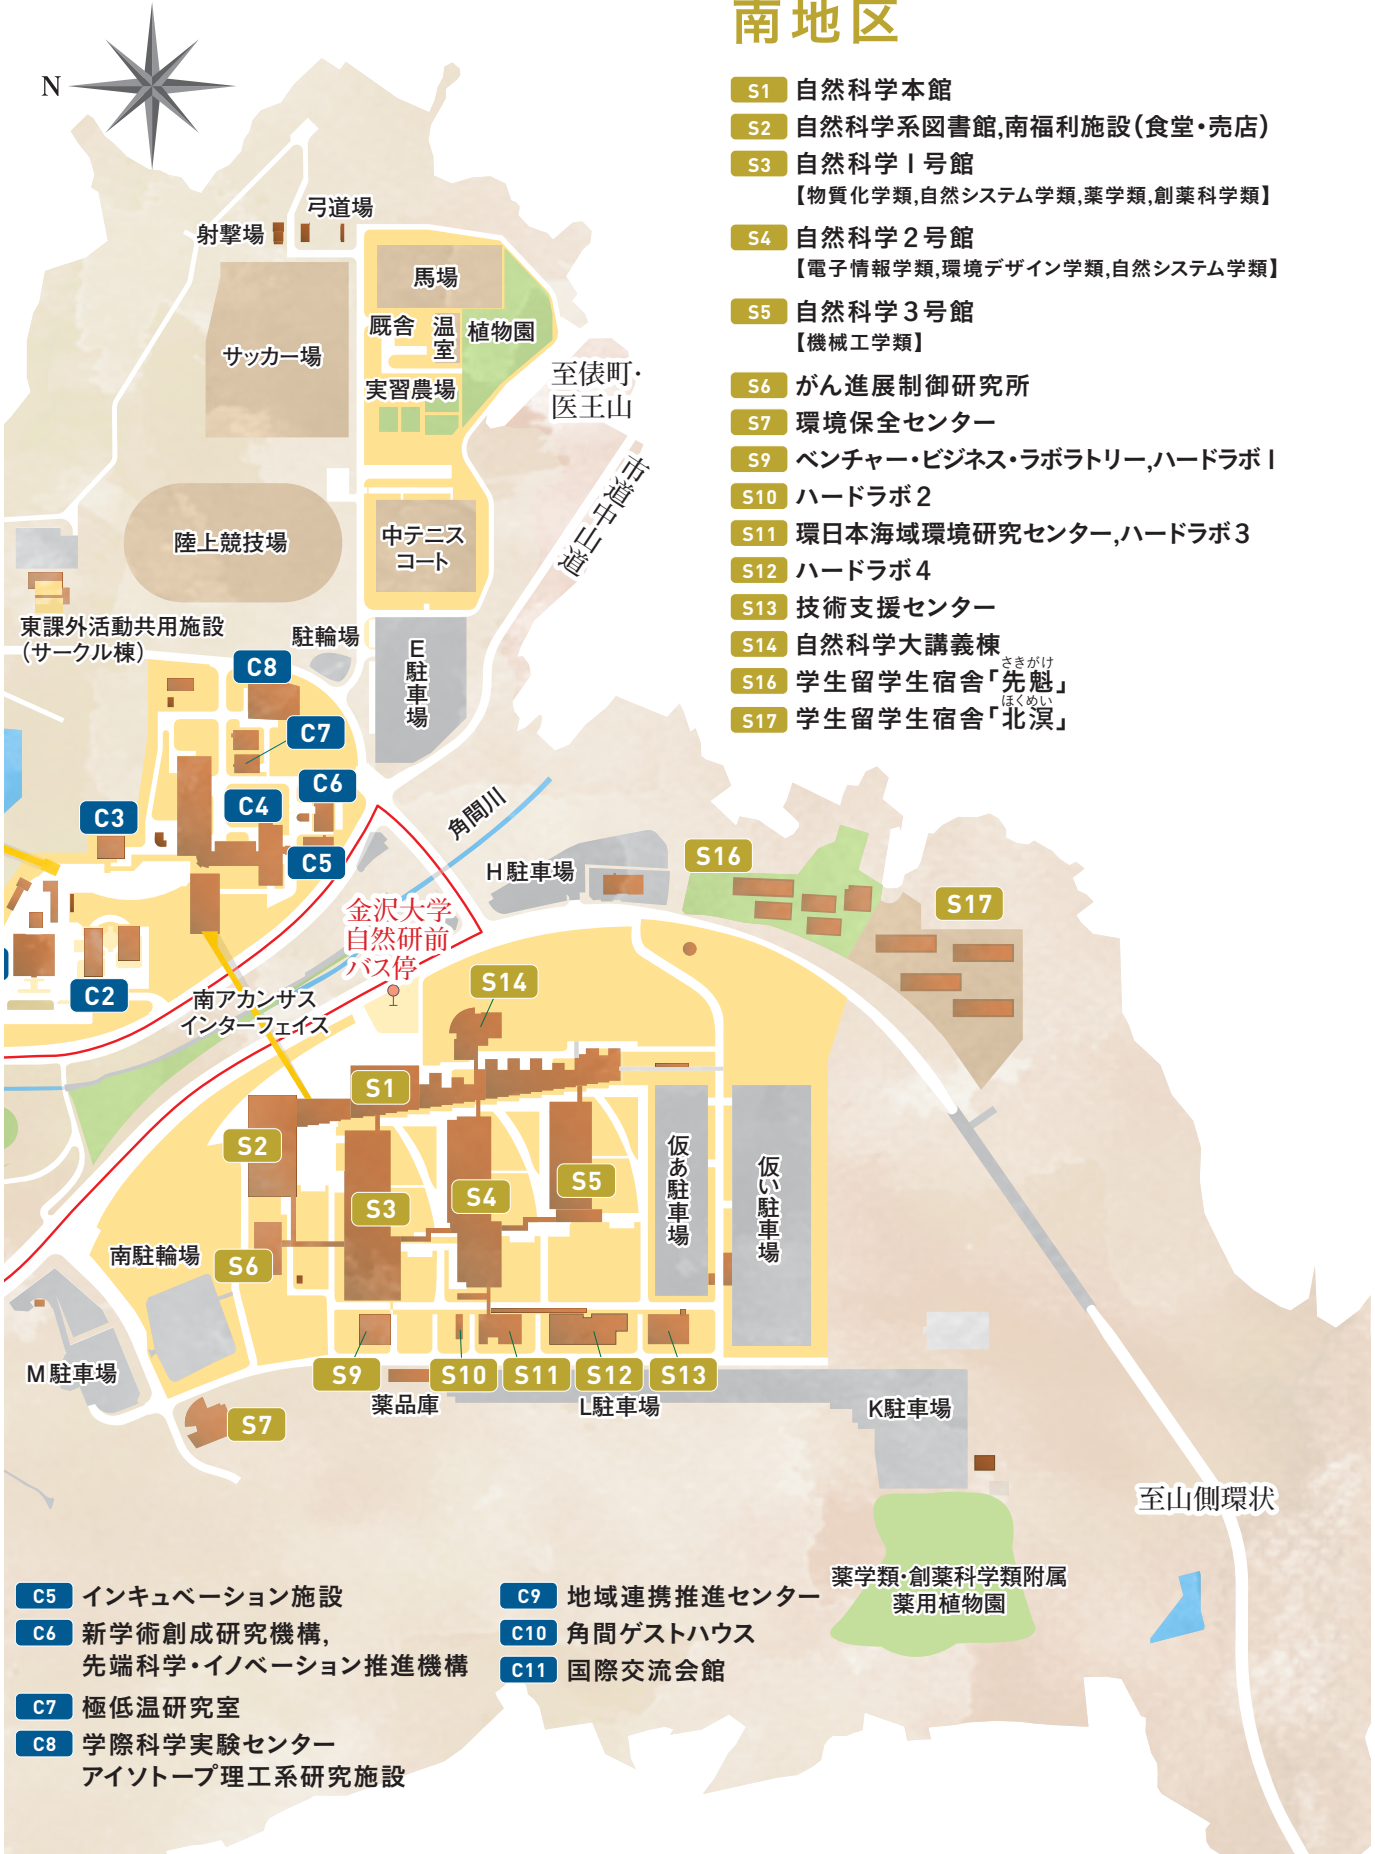 南地区
N
S1 自然科学本館
S2 自然科学系図書館,南福利施設(食堂・売店)
S3 自然科学1号館
【物質化学類,自然システム学類,薬学類,創薬科学類】
S4 自然科学2号館
【電子情報学類,環境デザイン学類,自然システム学類】
S5 自然科学3号館
【機械工学類】
S6 がん進展制御研究所
S7 環境保全センター
S9 ベンチャー・ビジネス・ラボラトリー,ハードラボ1
S10 ハードラボ2
S11 環日本海域環境研究センター,ハードラボ3
S12 ハードラボ4
S13 技術支援センター
S14 自然科学大講義棟
さきがけ
S16 学生留学生宿舎「先魁」
ほくめい
S17 学生留学生宿舎「北溟」
弓道場
射撃場
馬場
厩舎
温室
植物園
サッカー場
実習農場
至俵町・
医王山
市道中山道
陸上競技場
中テニス
コート
東課外活動共用施設
(サークル棟)
駐輪場
E駐車場
C8
C7
C6
C4
C3
C5
C2
角間川
H駐車場
S16
S17
金沢大学
自然研前
バス停
南アカンサス
インターフェイス
S14
S1
S2
S3
S4
S5
S6
仮あ駐車場
仮い駐車場
南駐輪場
M駐車場
S9
S10
S11
S12
S13
S7
薬品庫
L駐車場
K駐車場
至山側環状
薬学類・創薬科学類附属
薬用植物園
C5 インキュベーション施設
C6 新学術創成研究機構,
先端科学・イノベーション推進機構
C7 極低温研究室
C8 学際科学実験センター
アイソトープ理工系研究施設
C9 地域連携推進センター
C10 角間ゲストハウス
C11 国際交流会館